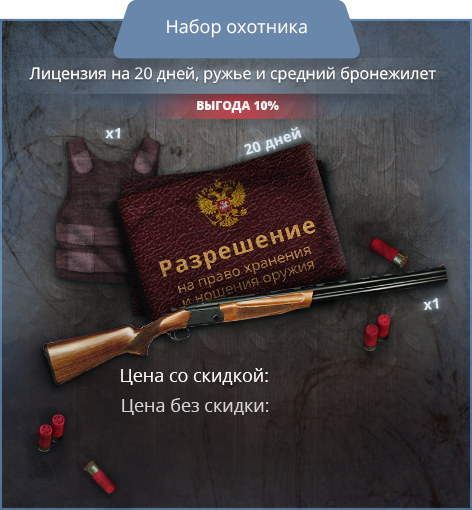 Набор охотника
Лицензия на 20 дней, ружье и средний бронежилет
ВЫГОДА 10%
x1
20 дней
Разрешение
на право хранения
и ношения оружия
x1
Цена со скидкой:
Цена без скидки: